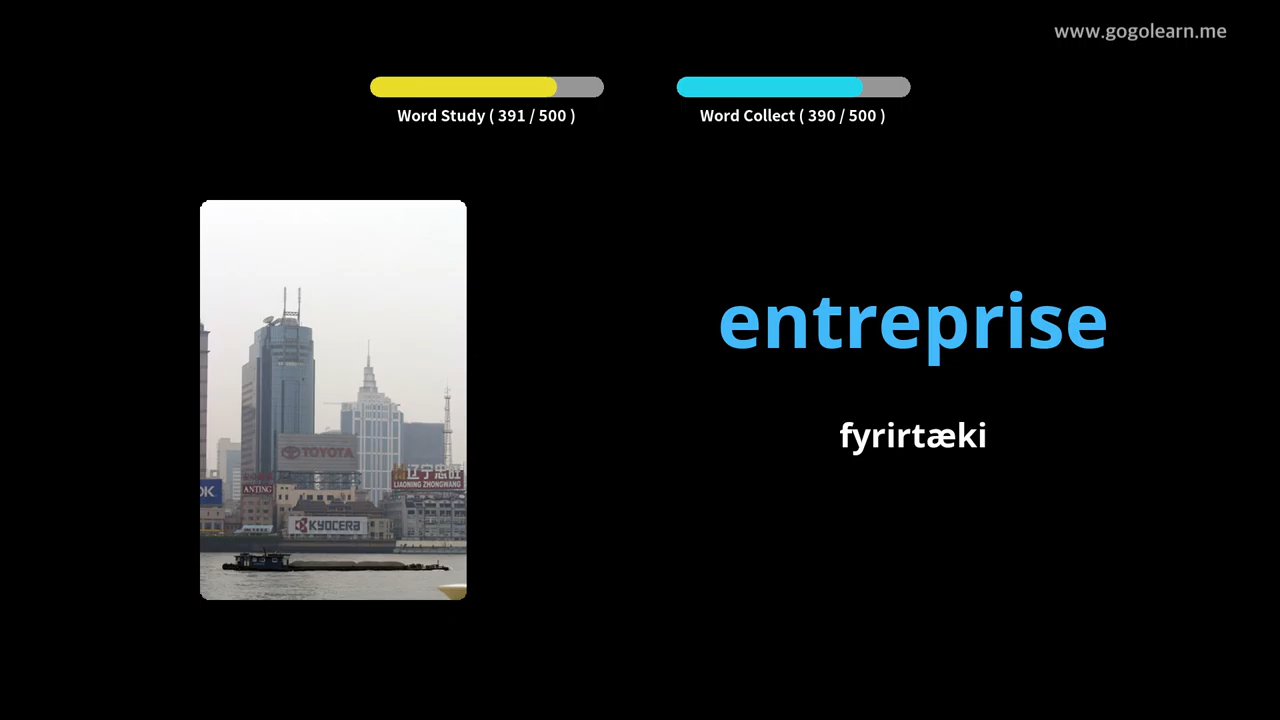 www.gogolearn.me
Word Study ( 391 / 500 )
Word Collect ( 390 / 500 )
entreprise
fyrirtæki
TOYOTA
辽宁忠旺
LIAONING ZHONGWANG
OK
ANTING
KYOCERA